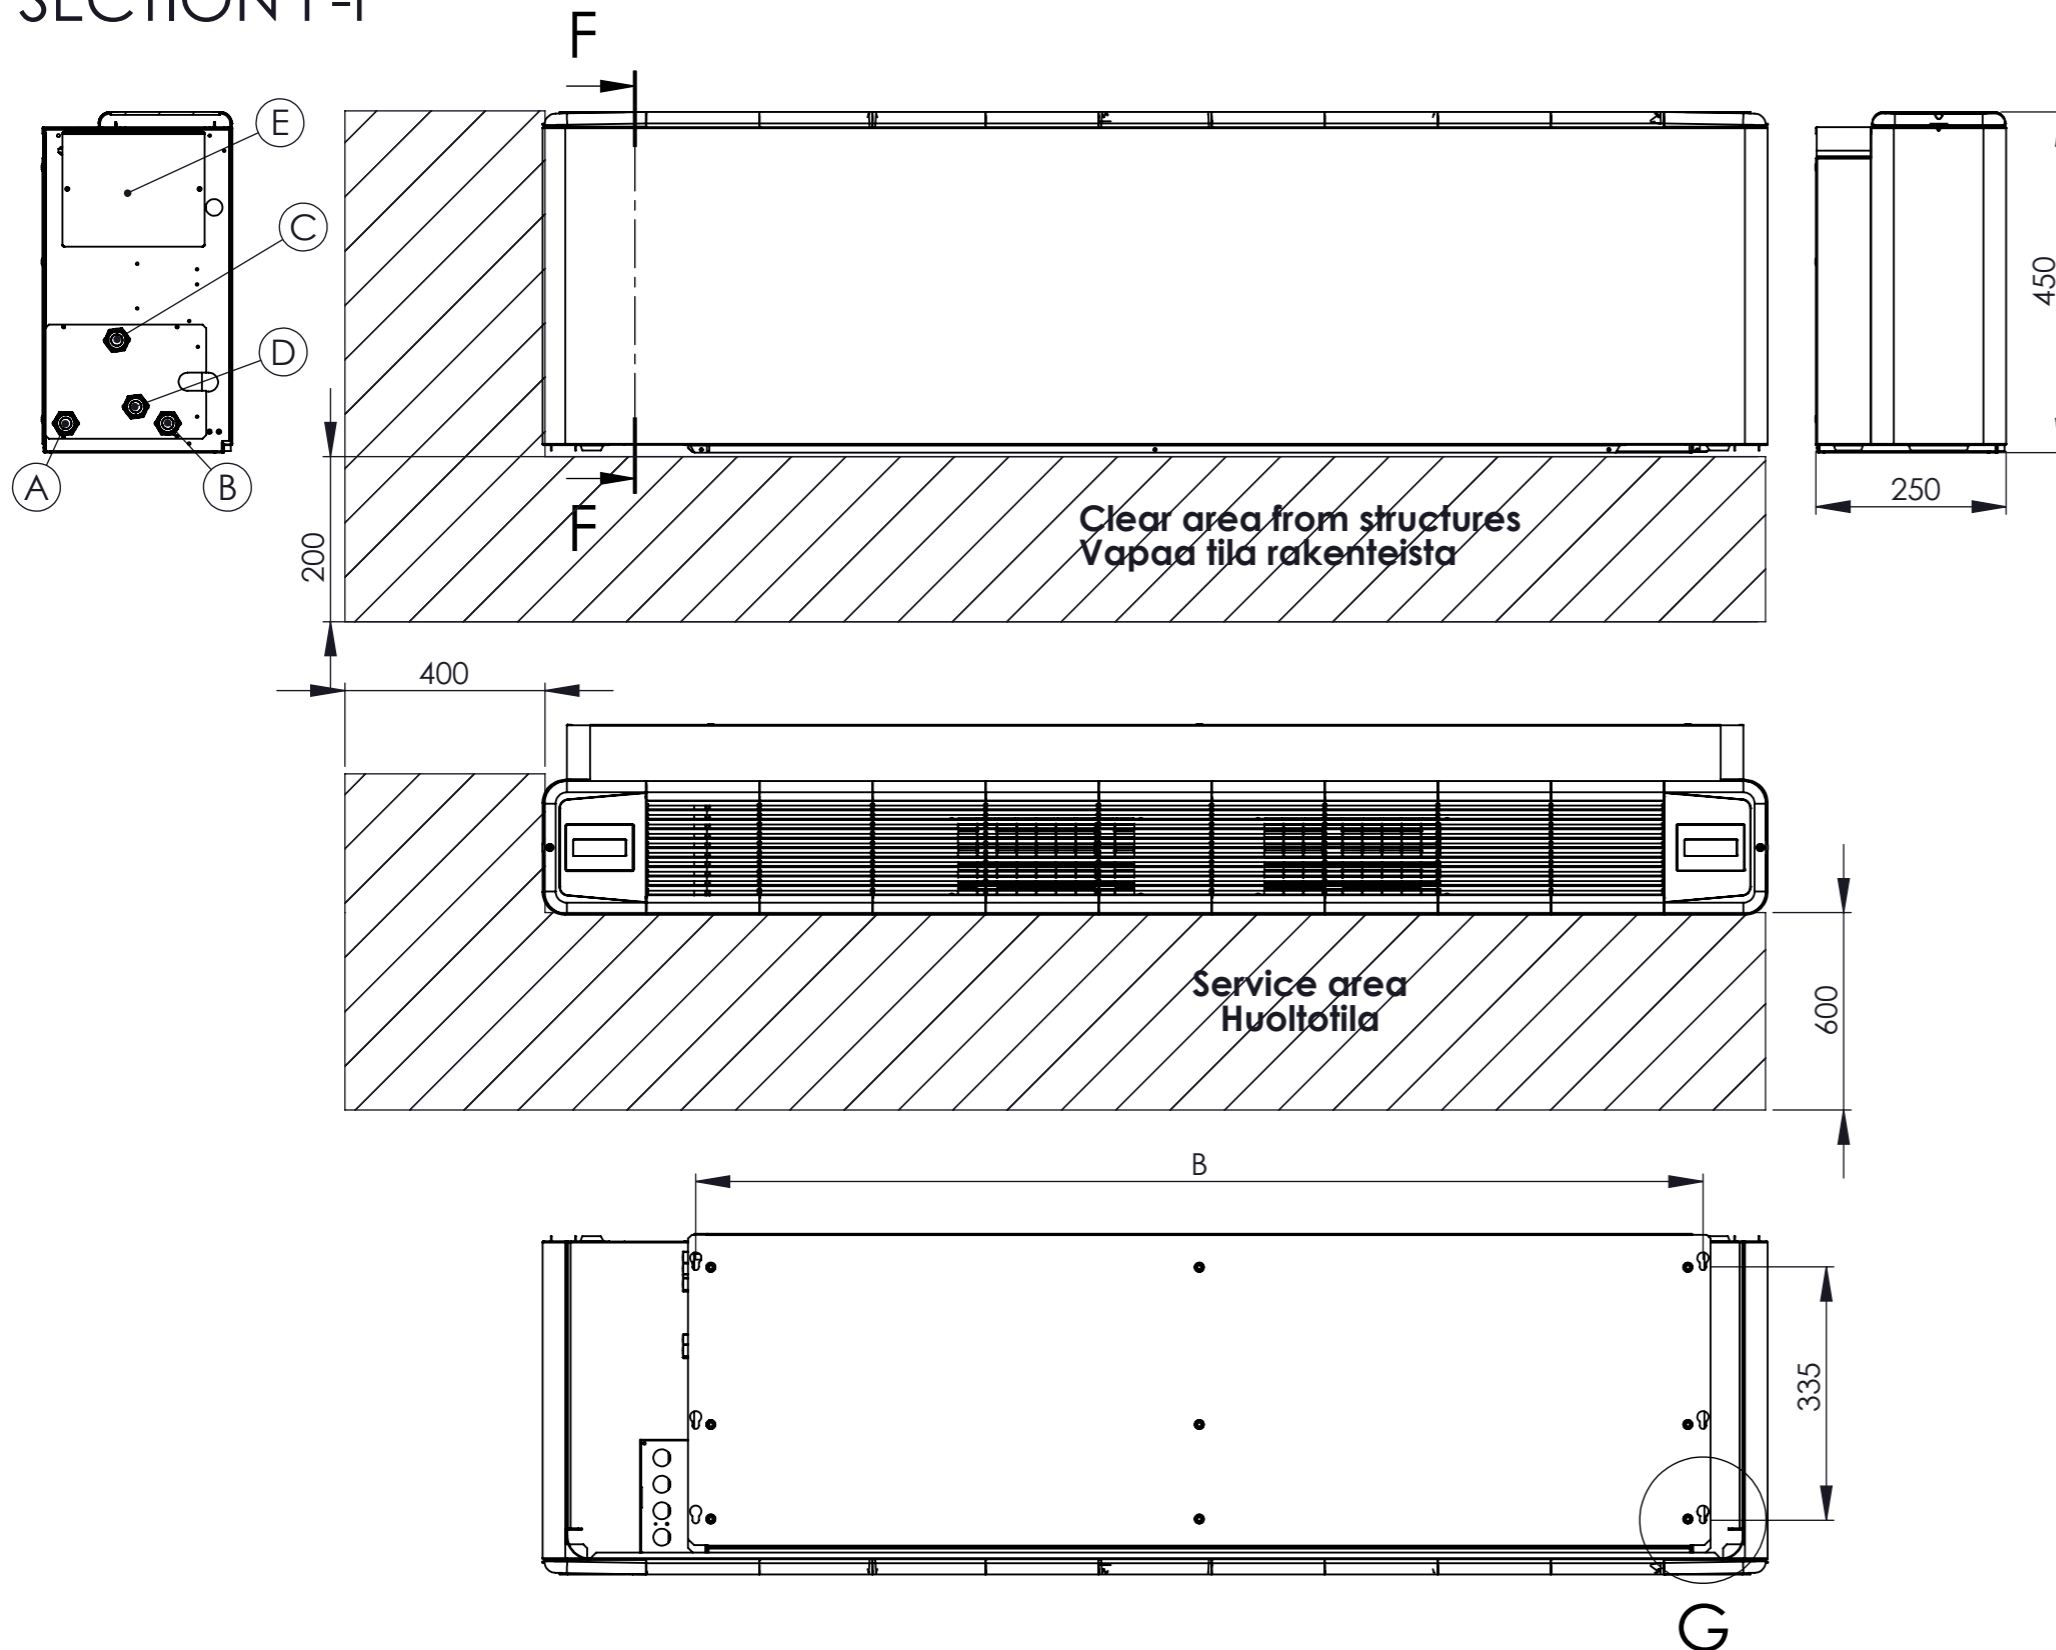 SECTION F-F
F
E
C
D
A
B
450
250
F
Clear area from structures
Vapaa tila rakenteista
200
400
Service area
Huoltotila
600
B
335
G